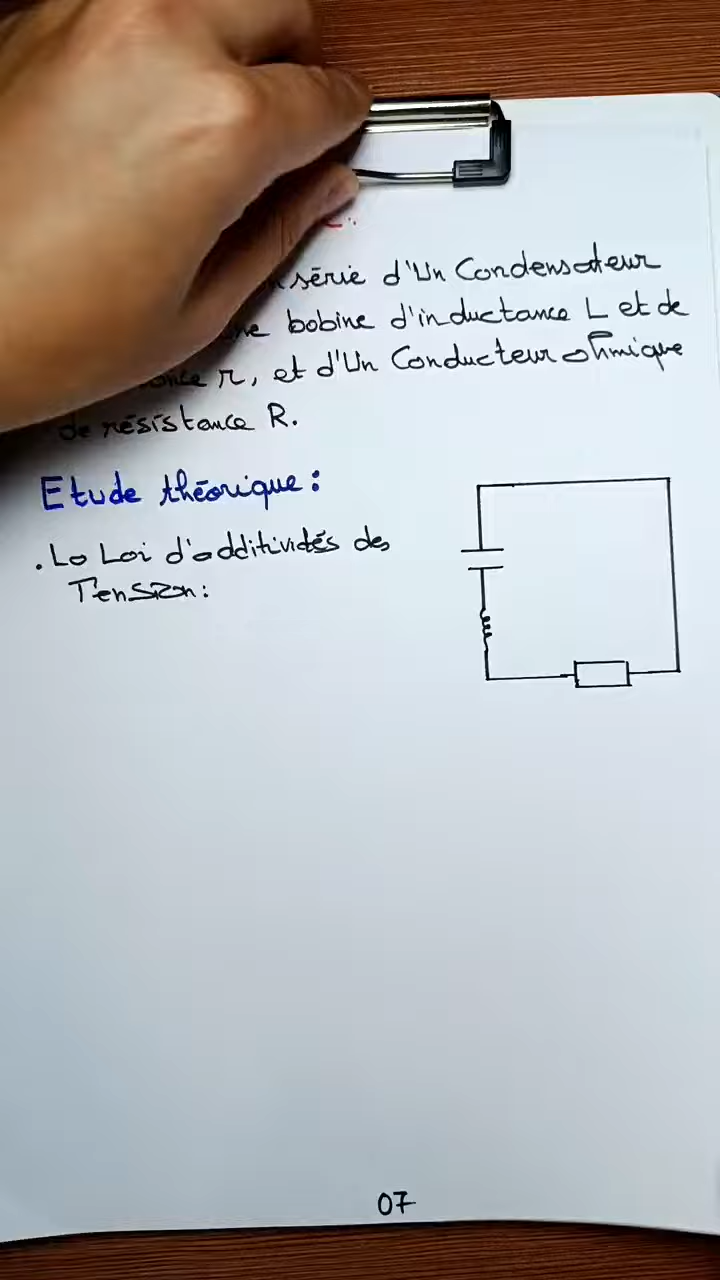 série d'Un Condensateur
bobine d'inductance L et de
r, et d'Un Conducteur ohmique
de résistance R.
Etude théorique:
. La Loi d'additivités des
Tension:
07